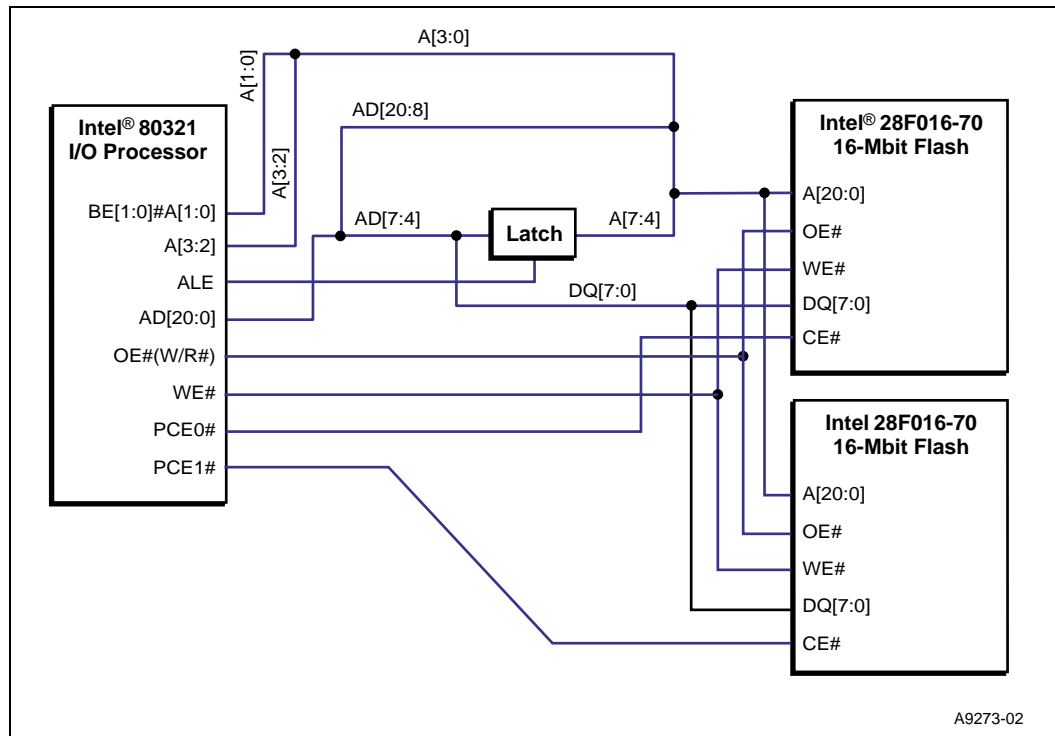 A[3:0]
A[1:0]
A[3:2]
AD[20:8]
AD[7:4]
Latch
A[7:4]
DQ[7:0]
Intel® 80321
I/O Processor
BE[1:0]#A[1:0]
A[3:2]
ALE
AD[20:0]
OE#(W/R#)
WE#
PCE0#
PCE1#
Intel® 28F016-70
16-Mbit Flash
A[20:0]
OE#
WE#
DQ[7:0]
CE#
Intel 28F016-70
16-Mbit Flash
A[20:0]
OE#
WE#
DQ[7:0]
CE#
A9273-02